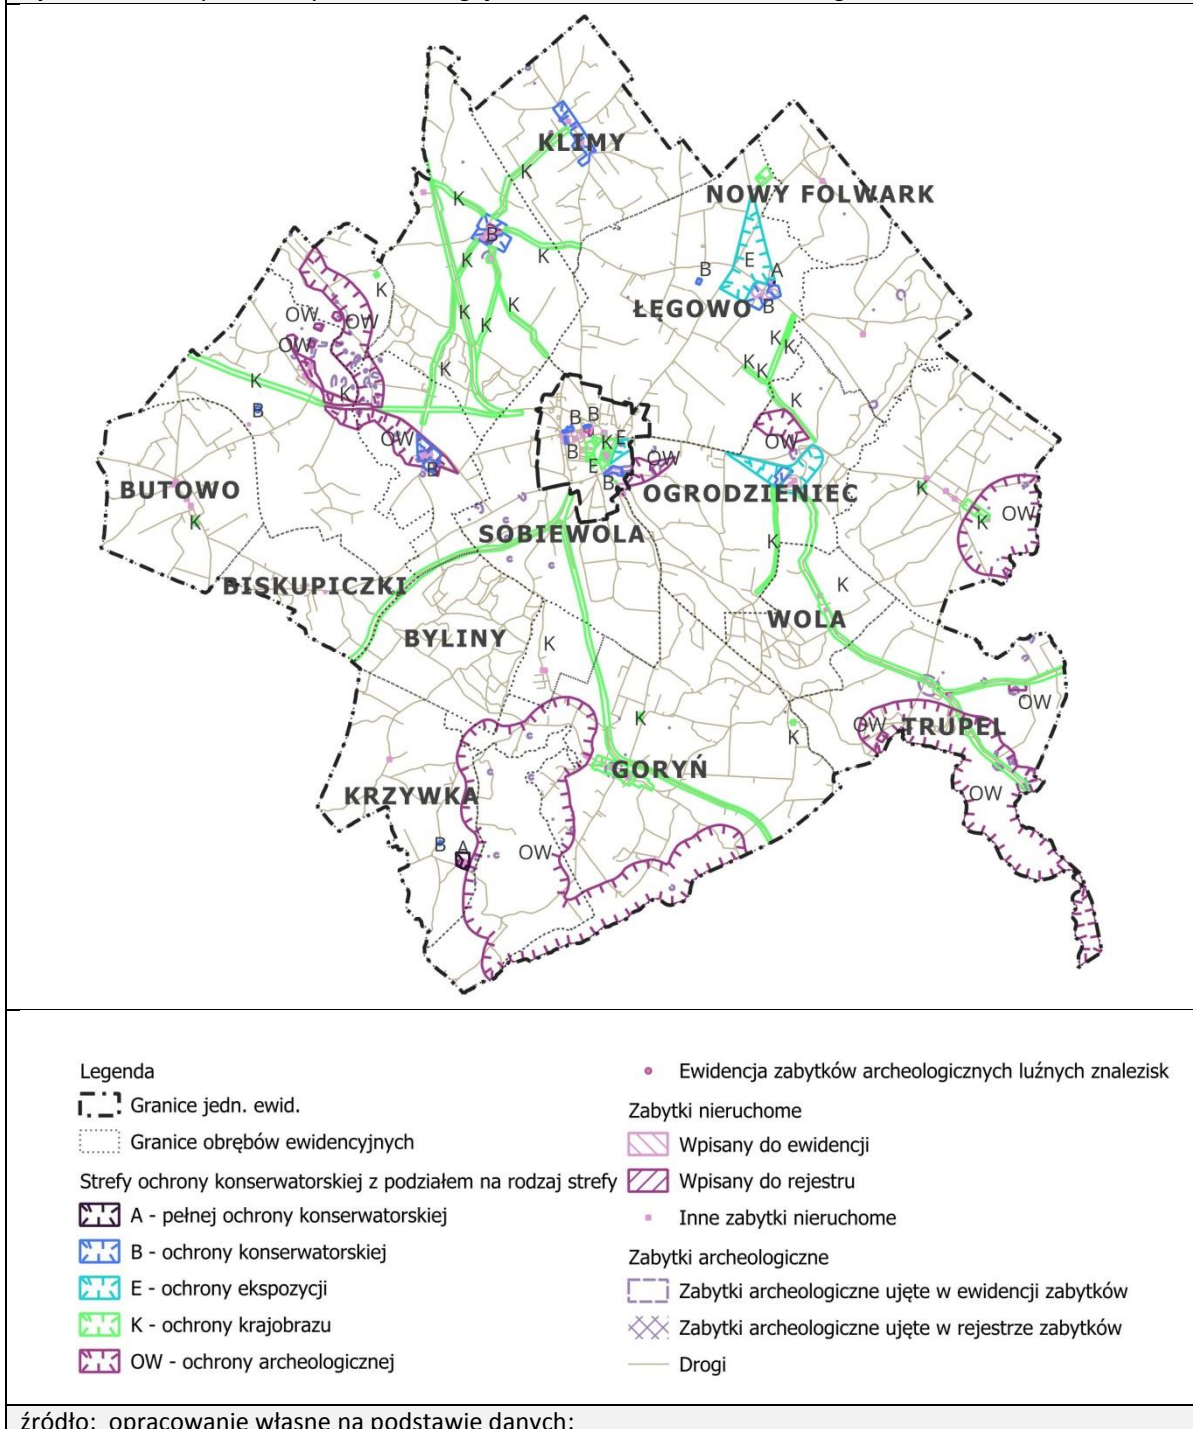 KLIMY
K
K
NOWY FOLWARK
B
K
K
K
E
B
A
K
OW
OW
K
K
K
ŁĘGOWO
B
K
K
OW
K
K
K
K
K
K
K
B
B
B
OW
B
K
E
OW
OW
B
E
B
OGRODZIENIEC
BUTOWO
K
K
K
OW
SOBIEWOLA
K
BISKUPICZKI
K
WOLA
BYLINY
K
OW
K
K
OW
TRUPEL
GORYŃ
KRZYWKA
OW
B
A
OW
Legenda
Granice jedn. ewid.
Granice obrębów ewidencyjnych
Strefy ochrony konserwatorskiej z podziałem na rodzaj strefy
A - pełnej ochrony konserwatorskiej
B - ochrony konserwatorskiej
E - ochrony ekspozycji
K - ochrony krajobrazu
OW - ochrony archeologicznej
Ewidencja zabytków archeologicznych luźnych znalezisk
Zabytki nieruchome
Wpisany do ewidencji
Wpisany do rejestru
Inne zabytki nieruchome
Zabytki archeologiczne
Zabytki archeologiczne ujęte w ewidencji zabytków
Zabytki archeologiczne ujęte w rejestrze zabytków
Drogi
źródło: opracowanie własne na podstawie danych: